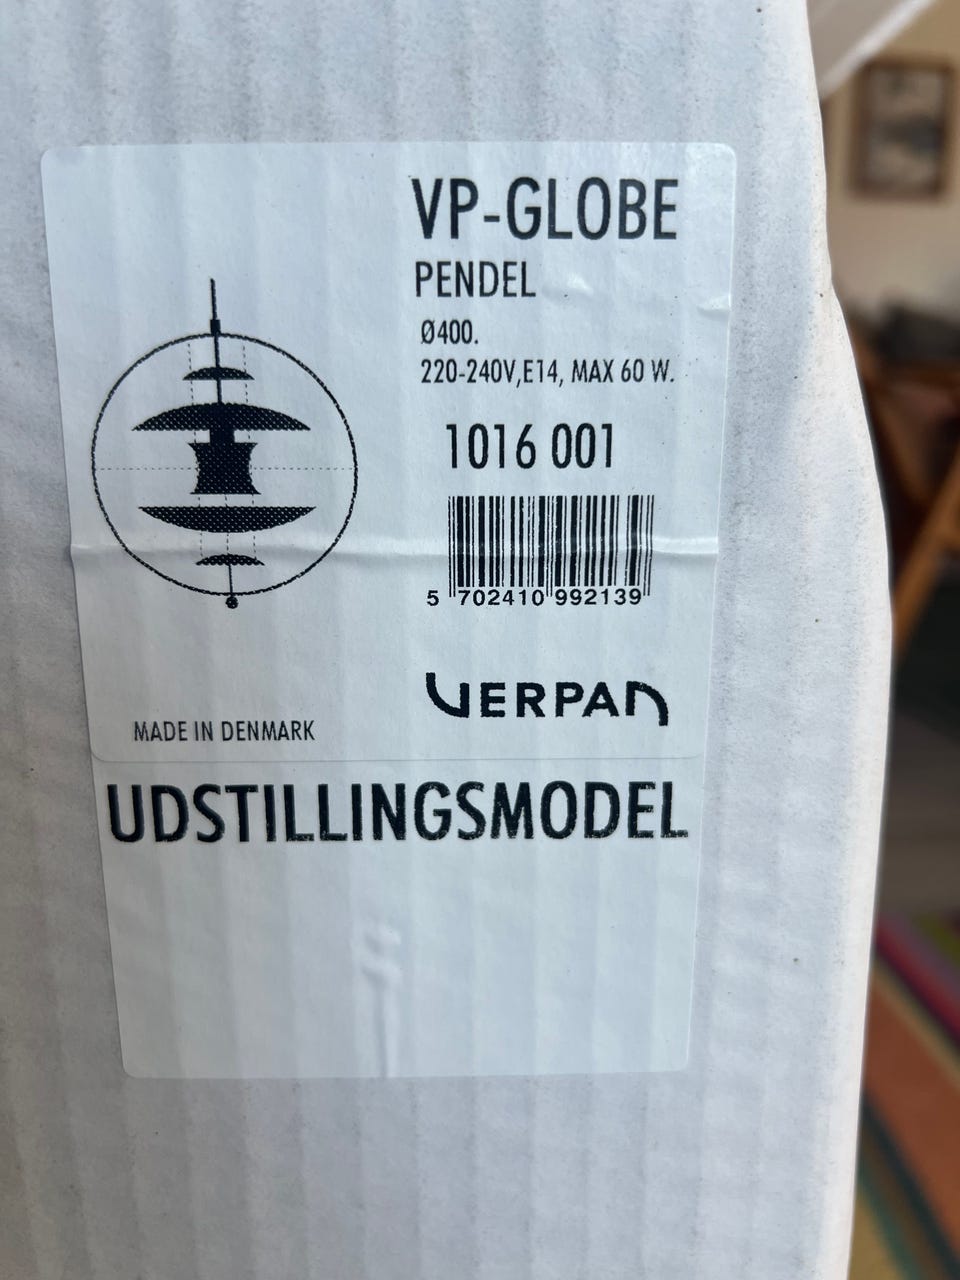 VP-GLOBE
PENDEL
Ø400.
220-240V,E14, MAX 60 W.
1016 001
5 702410 992139
VERPAN
MADE IN DENMARK
UDSTILLINGSMODEL